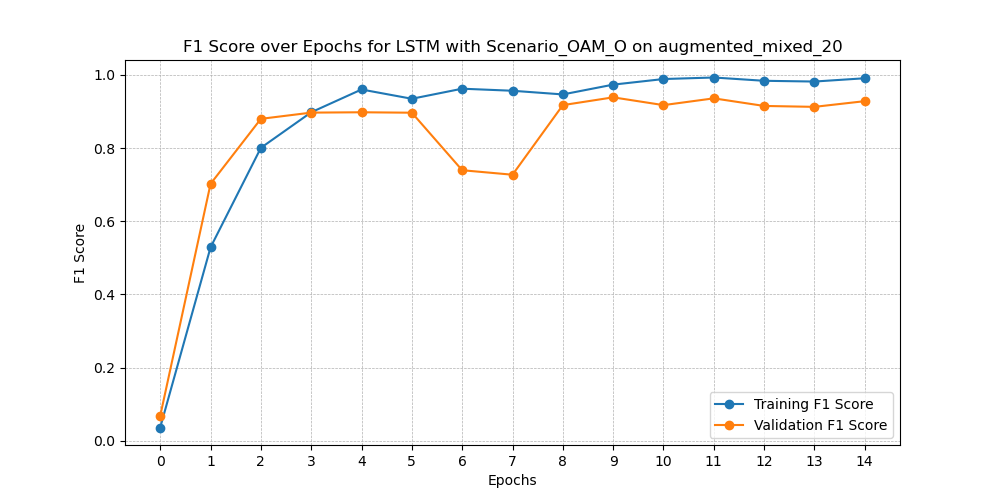 F1 Score over Epochs for LSTM with Scenario_OAM_O on augmented_mixed_20
1.0
0.8
0.6
0.4
0.2
0.0
F1 Score
0 1 2 3 4 5 6 7 8 9 10 11 12 13 14
Epochs
Training F1 Score
Validation F1 Score